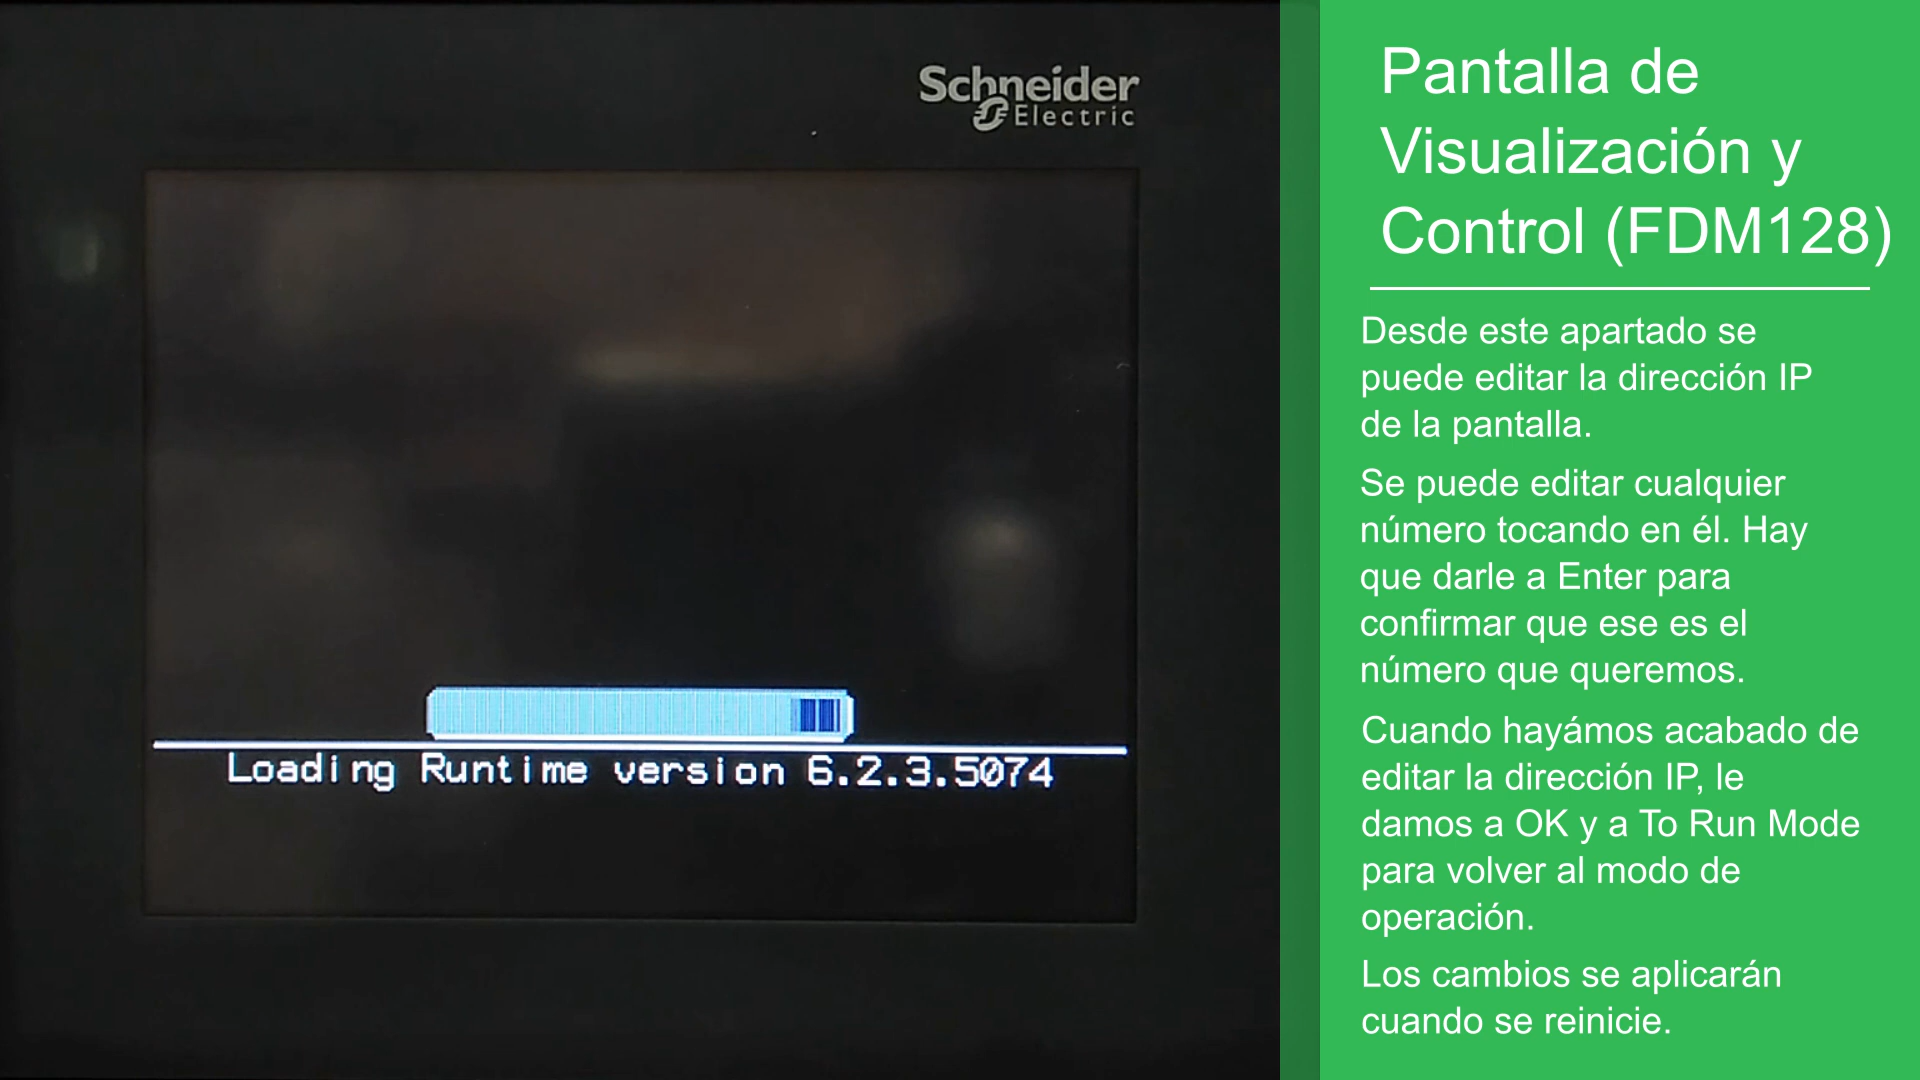 Schneider
Electric
Loading Runtime version 6.2.3.5074
Pantalla de
Visualización y
Control (FDM128)
Desde este apartado se
puede editar la dirección IP
de la pantalla.
Se puede editar cualquier
número tocando en él. Hay
que darle a Enter para
confirmar que ese es el
número que queremos.
Cuando hayámos acabado de
editar la dirección IP, le
damos a OK y a To Run Mode
para volver al modo de
operación.
Los cambios se aplicarán
cuando se reinicie.